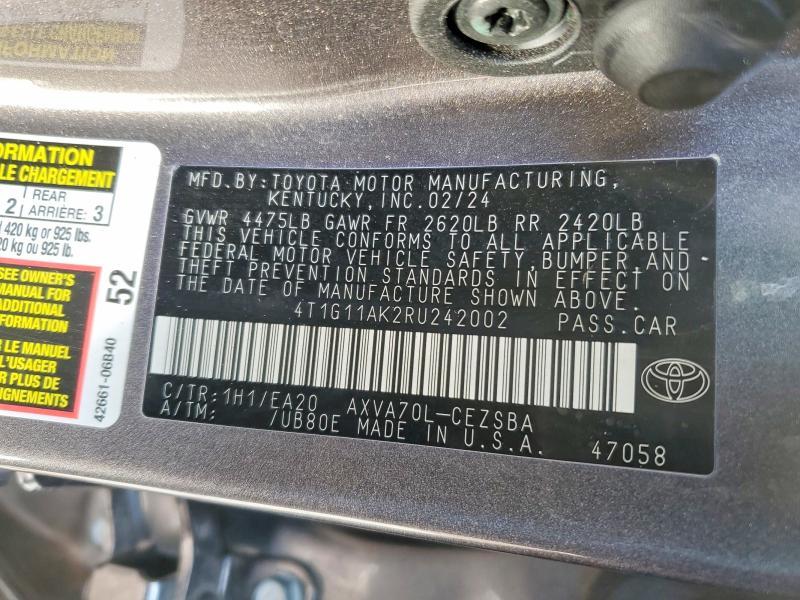 ORMATION
LE CHARGEMENT
2
REAR
ARRIÈRE: 3
420 kg or 925 lbs.
420 kg ou 925 lb.
SEE OWNER'S
MANUAL FOR
ADDITIONAL
FORMATION
R LE MANUEL
L'USAGER
R PLUS DE
SEIGNEMENTS
52
42661-06B40
MFD.BY:TOYOTA MOTOR MANUFACTURING,
KENTUCKY,INC.02/24
GVWR 4475LB GAWR FR 2620LB RR 2420LB
THIS VEHICLE CONFORMS TO ALL APPLICABLE
FEDERAL MOTOR VEHICLE SAFETY,BUMPER,AND
THEFT PREVENTION STANDARDS IN EFFECT ON
THE DATE OF MANUFACTURE SHOWN ABOVE.
4T1G11AK2RU242002 PASS.CAR
C/TR:1H1/EA20 AXVA70L-CEZSBA
A/TM: /UB80E MADE IN U.S.A.
47058